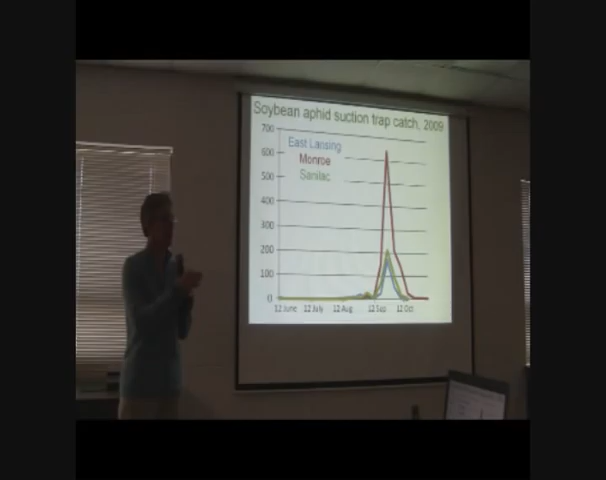 Soybean aphid suction trap catch, 2009
700
600
500
400
300
200
100
0
East Lansing
Monroe
Sanilac
12 June 12 July 12 Aug 12 Sep 12 Oct